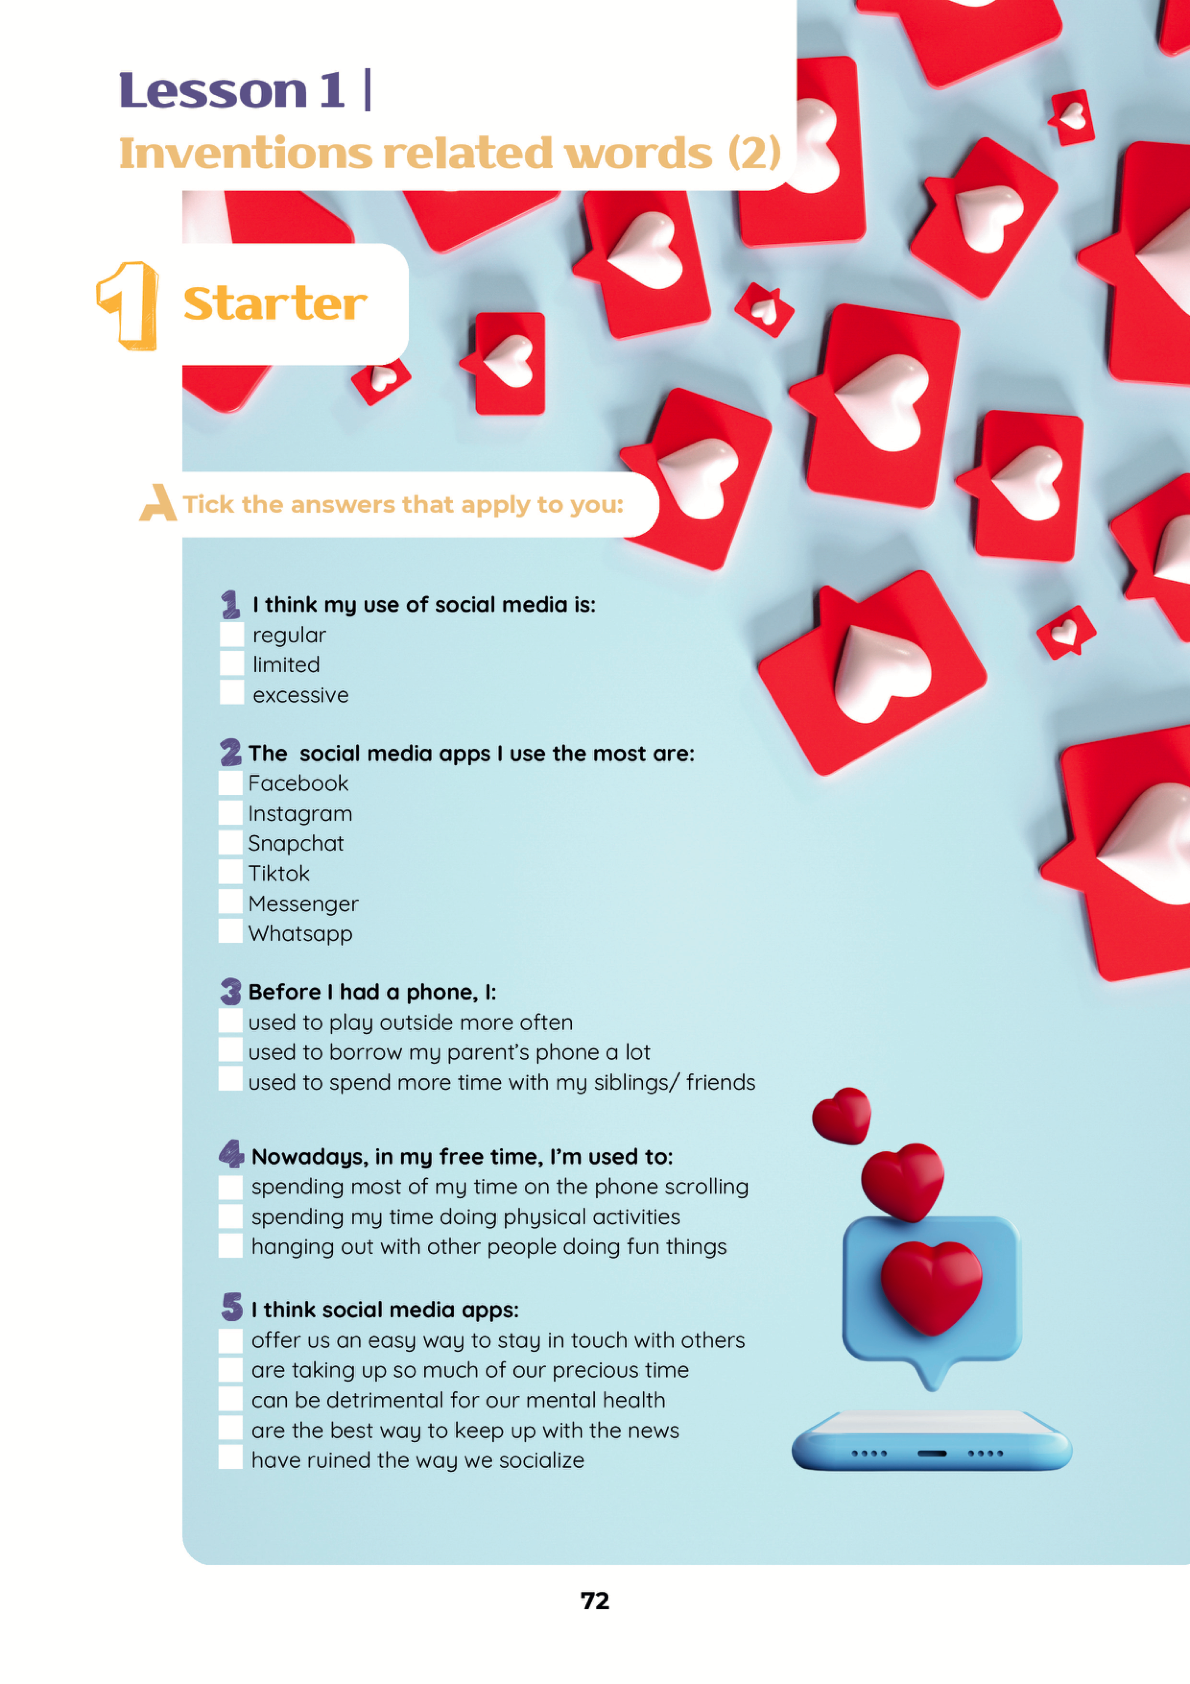 Lesson 1 |
Inventions related words (2)
1 Starter
A Tick the answers that apply to you:
1 I think my use of social media is:
regular
limited
excessive
2 The social media apps I use the most are:
Facebook
Instagram
Snapchat
Tiktok
Messenger
Whatsapp
3 Before I had a phone, I:
used to play outside more often
used to borrow my parent's phone a lot
used to spend more time with my siblings/ friends
4 Nowadays, in my free time, I'm used to:
spending most of my time on the phone scrolling
spending my time doing physical activities
hanging out with other people doing fun things
5 I think social media apps:
offer us an easy way to stay in touch with others
are taking up so much of our precious time
can be detrimental for our mental health
are the best way to keep up with the news
have ruined the way we socialize
72